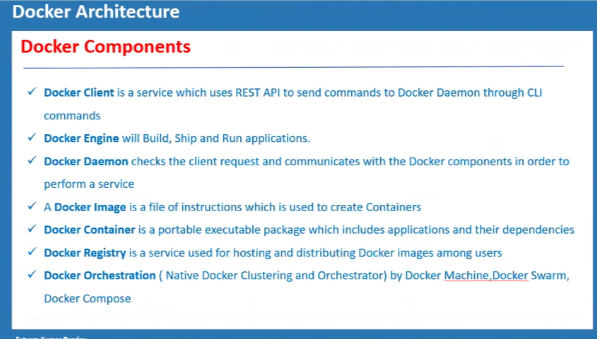 Docker Architecture
Docker Components
✓ Docker Client is a service which uses REST API to send commands to Docker Daemon through CLI
commands
✓ Docker Engine will Build, Ship and Run applications.
✓ Docker Daemon checks the client request and communicates with the Docker components in order to
perform a service
✓ A Docker Image is a file of instructions which is used to create Containers
✓ Docker Container is a portable executable package which includes applications and their dependencies
✓ Docker Registry is a service used for hosting and distributing Docker images among users
✓ Docker Orchestration ( Native Docker Clustering and Orchestrator) by Docker Machine,Docker Swarm,
Docker Compose